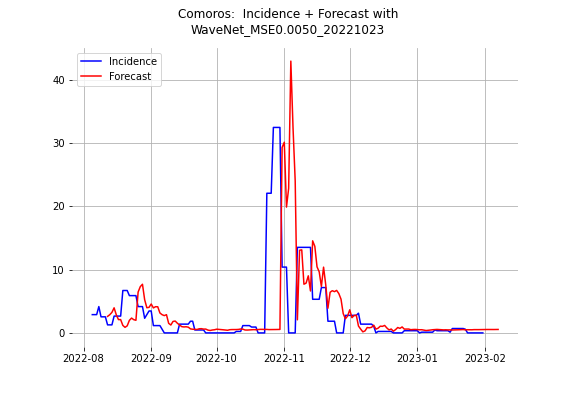 Comoros:  Incidence + Forecast with
WaveNet_MSE0.0050_20221023
Incidence
Forecast
40
30
20
10
0
2022-08 2022-09 2022-10 2022-11 2022-12 2023-01 2023-02